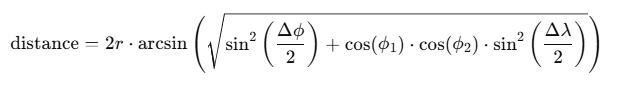 distance = 2r · arcsin(√(sin²(Δϕ/2) + cos(ϕ₁) · cos(ϕ₂) · sin²(Δλ/2)))